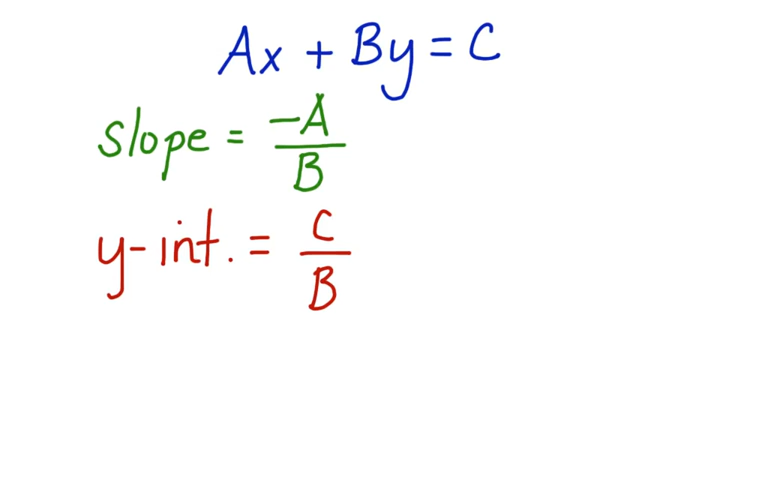 Ax + By = C
slope = -A/B
y-int. = C/B